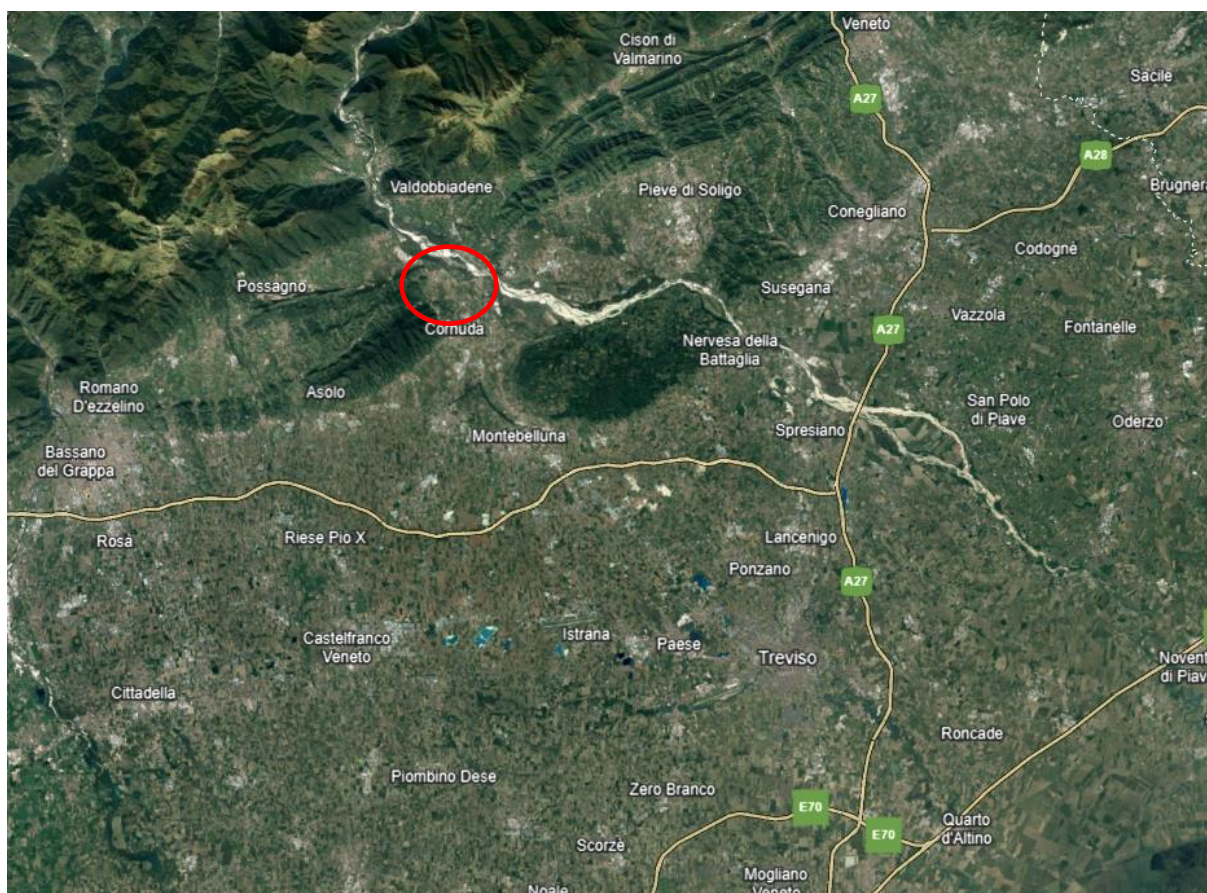 Veneto
Cison di
Valmarino
Sacile
A27
A28
Valdobbiadene
Pieve di Soligo
Brugnera
Conegliano
Codognè
Possagno
Susegana
Vazzola
Cornuda
A27
Fontanelle
Nervesa della
Battaglia
Romano
D'ezzelino
Asolo
San Polo
di Piave
Oderzo
Montebelluna
Spresiano
Bassano
del Grappa
Rosà
Riese Pio X
Lancenigo
Ponzano
A27
Castelfranco
Veneto
Istrana
Paese
Treviso
Novent
di Piav
Cittadella
Roncade
Piombino Dese
Zero Branco
E70
E70
Quarto
d'Altino
Scorzè
Mogliano
Veneto
Noale